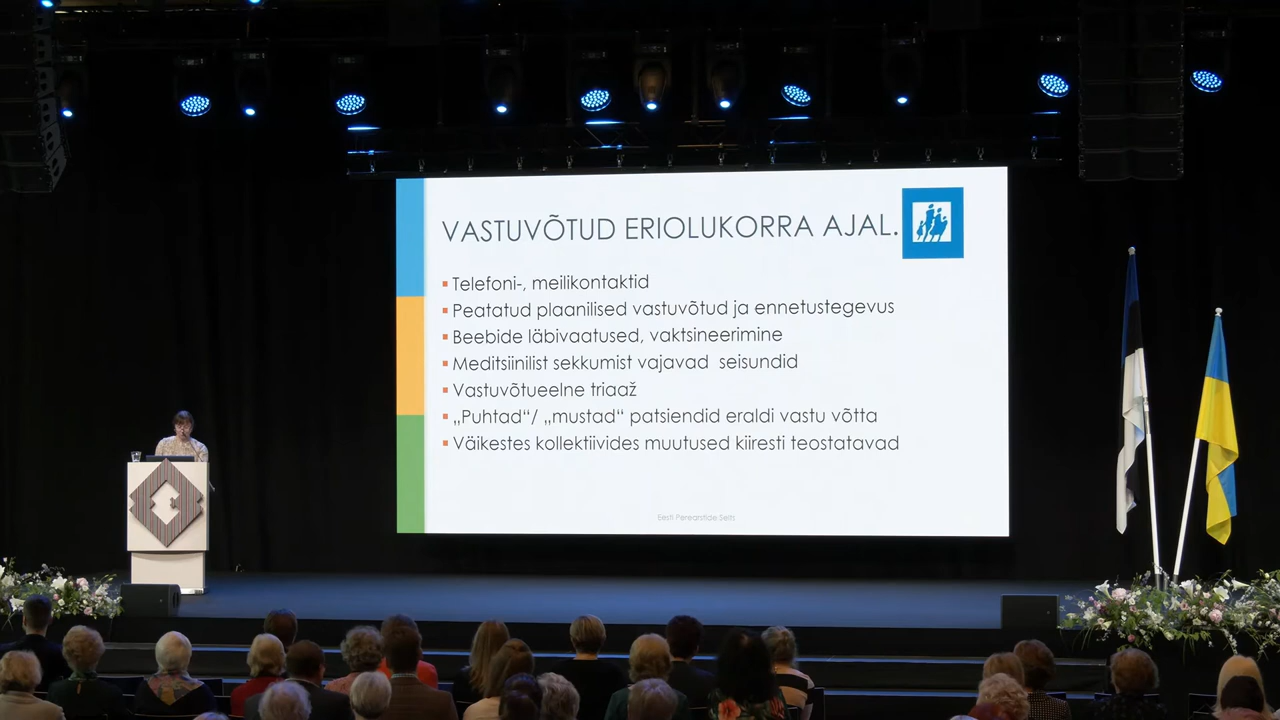 VASTUVÕTUD ERIOLUKORRA AJAL.
Telefoni-, meilikontaktid
Peatatud plaanilised vastuvõtud ja ennetustegevus
Beebide läbivaatused, vaktsineerimine
Meditsiinilist sekkumist vajavad seisundid
Vastuvõtueelne triaaž
„Puhtad“/ „mustad“ patsiendid eraldi vastu võtta
Väikestes kollektiivides muutused kiiresti teostatavad
Eesti Perearstide Selts